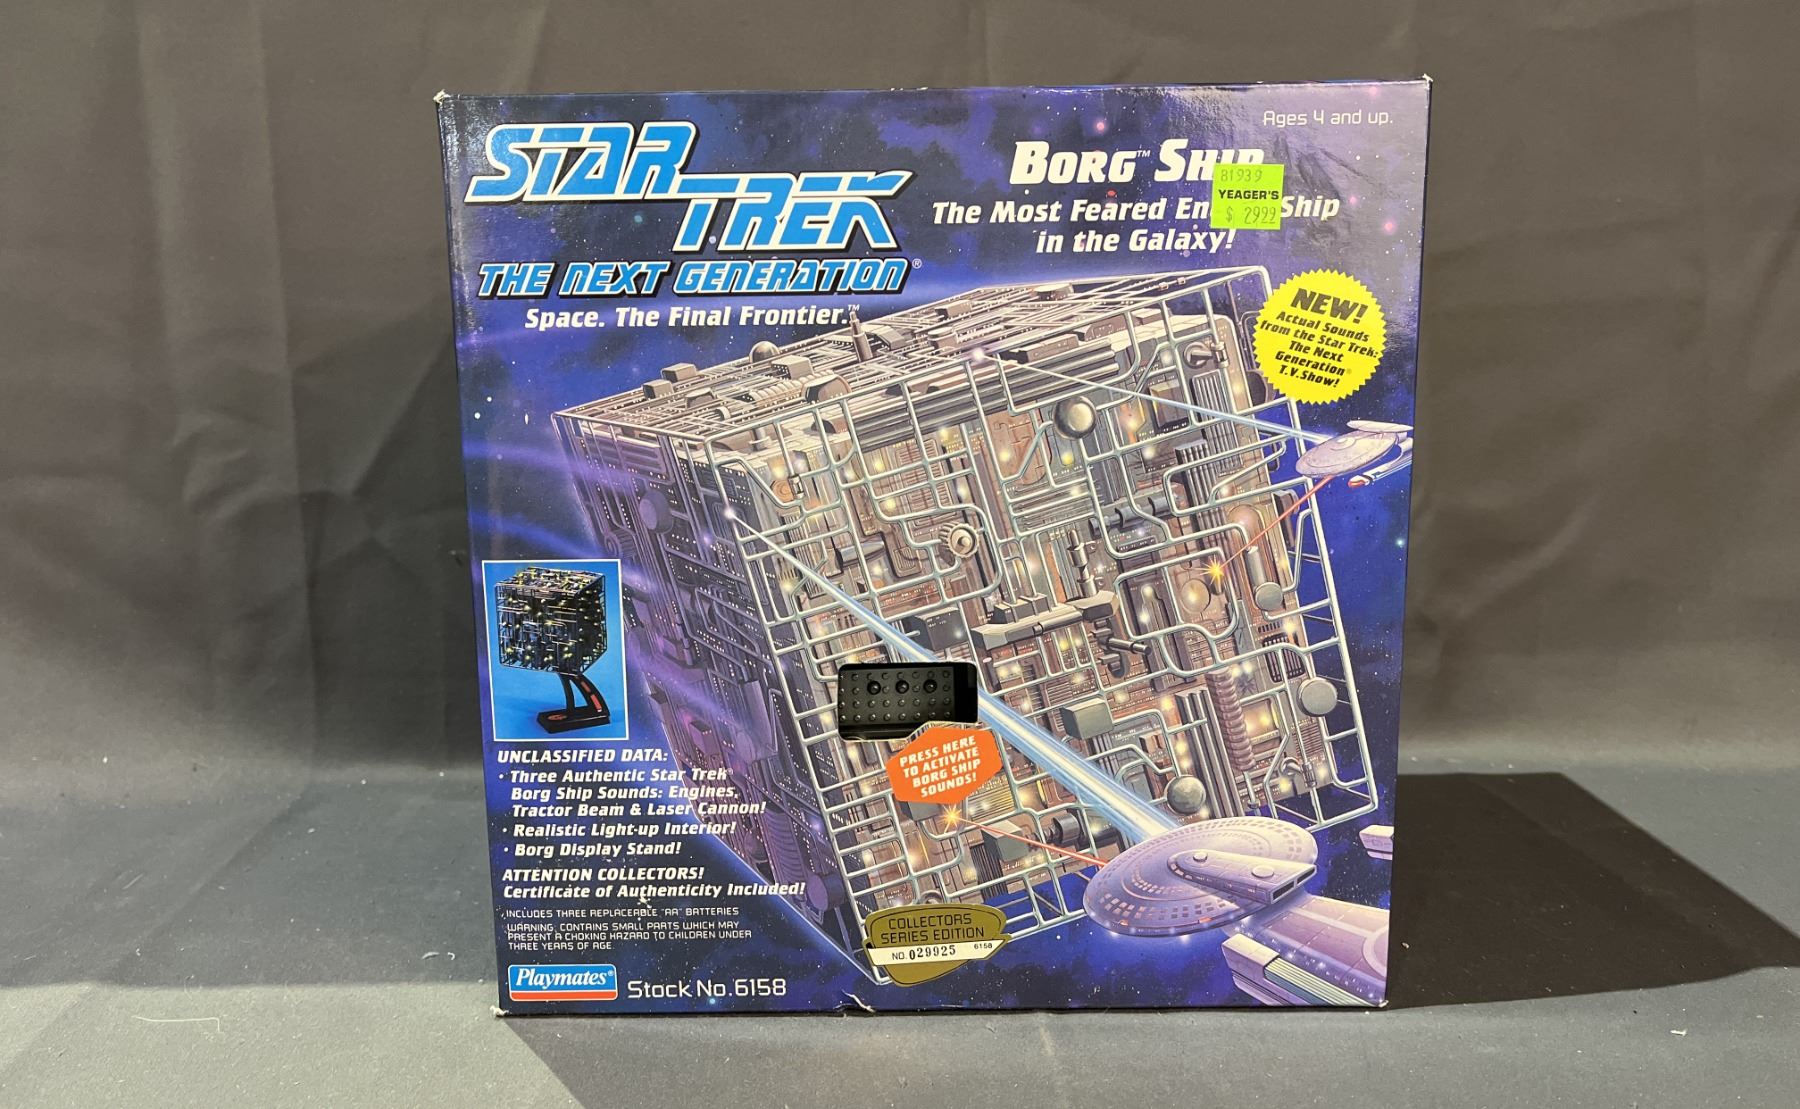 STAR TREK
THE NEXT GENERATION®
Space. The Final Frontier.™
Ages 4 and up.
BORG™ SHIP
The Most Feared En Ship
in the Galaxy!
81939
YEAGER'S
$ 2999
NEW!
Actual Sounds
from the Star Trek:
The Next
Generation®
T.V. Show!
UNCLASSIFIED DATA:
• Three Authentic Star Trek®
Borg Ship Sounds: Engines,
Tractor Beam & Laser Cannon!
• Realistic Light-up Interior!
• Borg Display Stand!
ATTENTION COLLECTORS!
Certificate of Authenticity Included!
INCLUDES THREE REPLACEABLE "AA" BATTERIES
WARNING: CONTAINS SMALL PARTS WHICH MAY
PRESENT A CHOKING HAZARD TO CHILDREN UNDER
THREE YEARS OF AGE.
PRESS HERE
TO ACTIVATE
BORG SHIP
SOUNDS!
COLLECTORS
SERIES EDITION
NO. 029925 6158
Playmates®
Stock No. 6158